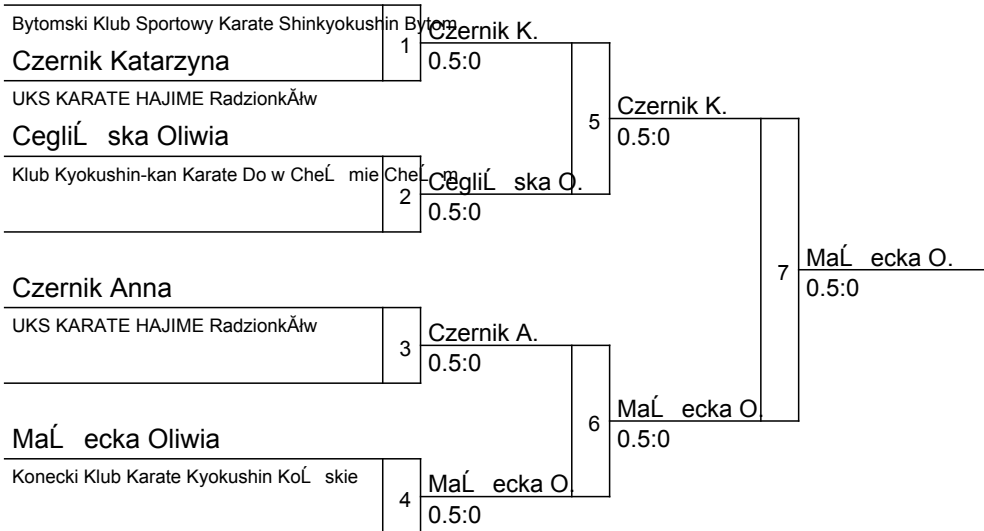 Bytomski Klub Sportowy Karate Shinkyokushin Bytom
1
Czernik K.
0.5:0
Czernik Katarzyna
UKS KARATE HAJIME RadzionkĂłw
5
Czernik K.
0.5:0
CegliĹ ska Oliwia
Klub Kyokushin-kan Karate Do w CheĹ mie CheĹ m
2
CegliĹ ska O.
0.5:0
7
MaĹ ecka O.
0.5:0
Czernik Anna
UKS KARATE HAJIME RadzionkĂłw
3
Czernik A.
0.5:0
6
MaĹ ecka O.
0.5:0
MaĹ ecka Oliwia
Konecki Klub Karate Kyokushin KoĹ skie
4
MaĹ ecka O.
0.5:0